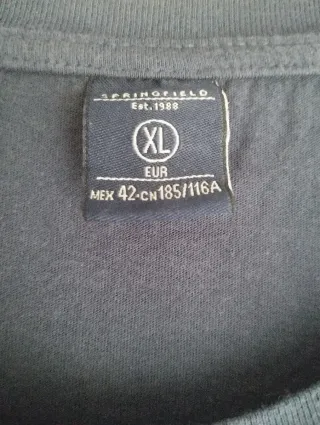 SPRINGFIELD
Est.1988
XL
EUR
MEX 42-CN185/116A